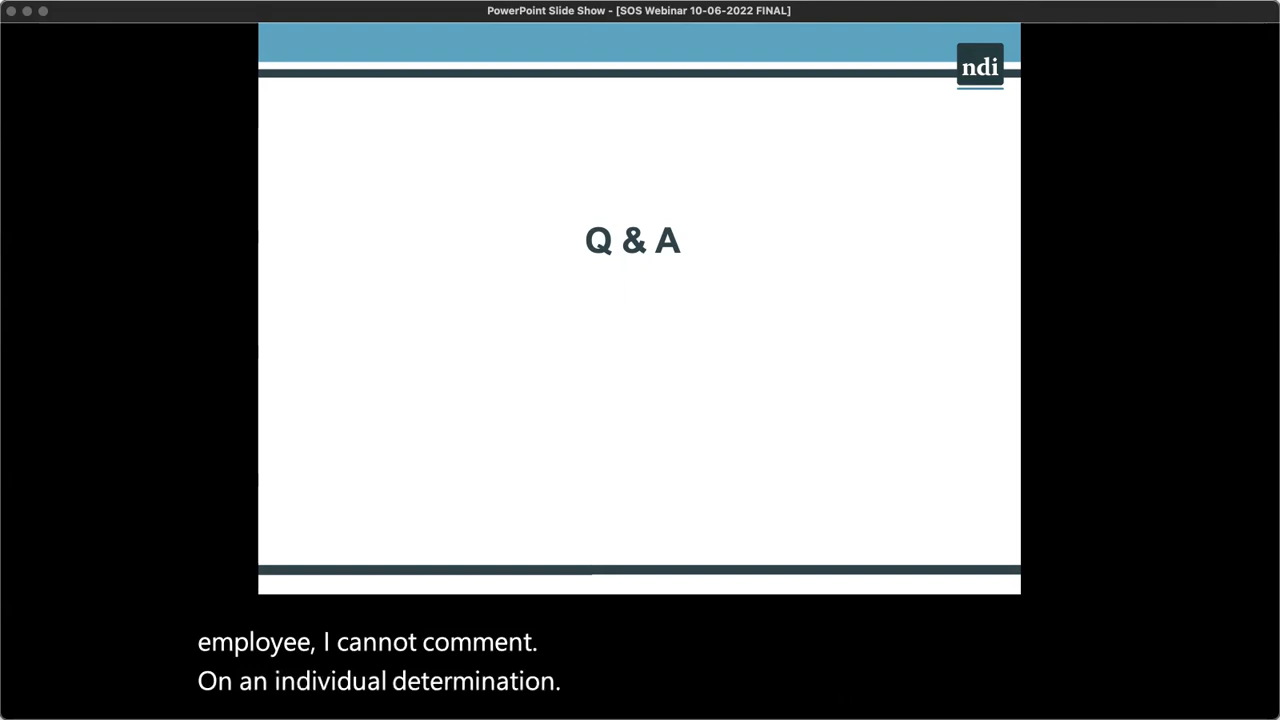 PowerPoint Slide Show - [SOS Webinar 10-06-2022 FINAL]
ndi
Q & A
employee, I cannot comment.
On an individual determination.